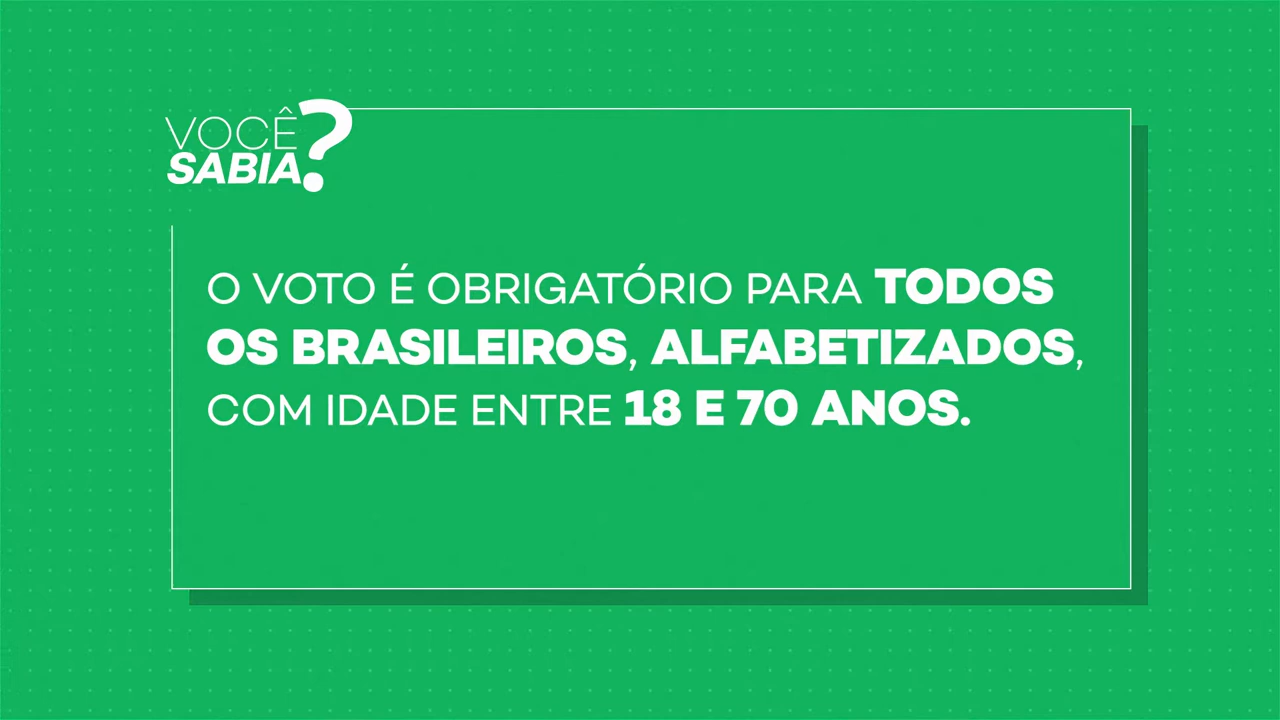 VOCÊ
SABIA?
O VOTO É OBRIGATÓRIO PARA TODOS
OS BRASILEIROS, ALFABETIZADOS,
COM IDADE ENTRE 18 E 70 ANOS.